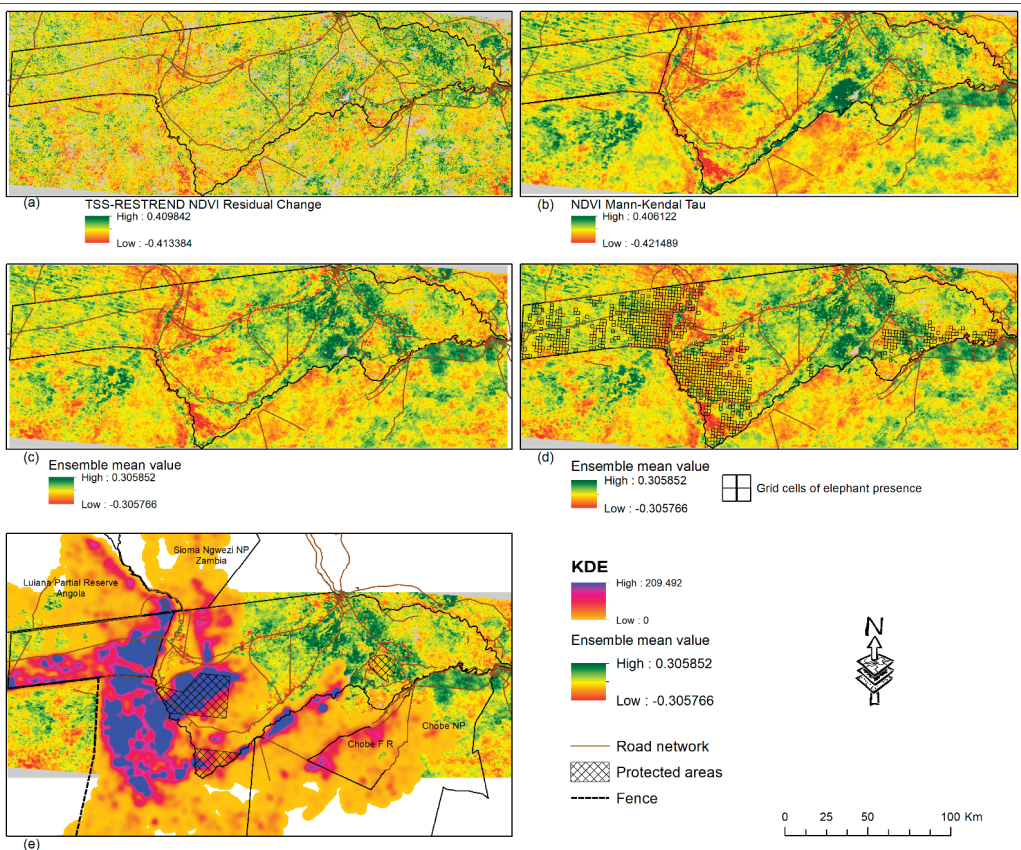 (a)
TSS-RESTREND NDVI Residual Change
High : 0.409842
Low : -0.413384
(b)
NDVI Mann-Kendal Tau
High : 0.406122
Low : -0.421489
(c)
Ensemble mean value
High : 0.305852
Low : -0.305766
(d)
Ensemble mean value
High : 0.305852
Low : -0.305766
Grid cells of elephant presence
Sioma Ngwezi NP
Zambia
Luiana Partial Reserve
Angola
Chobe NP
Chobe F R
(e)
KDE
High : 209.492
Low : 0
Ensemble mean value
High : 0.305852
Low : -0.305766
N
Road network
Protected areas
Fence
0 25 50 100 Km